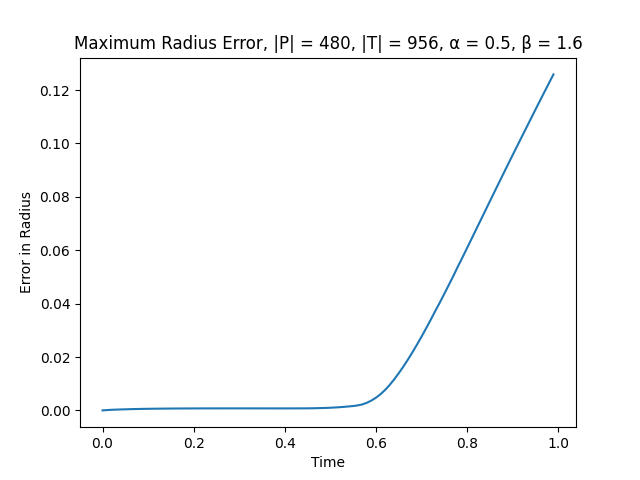 Maximum Radius Error, |P| = 480, |T| = 956, α = 0.5, β = 1.6
Error in Radius
0.12
0.10
0.08
0.06
0.04
0.02
0.00
0.0 0.2 0.4 0.6 0.8 1.0
Time